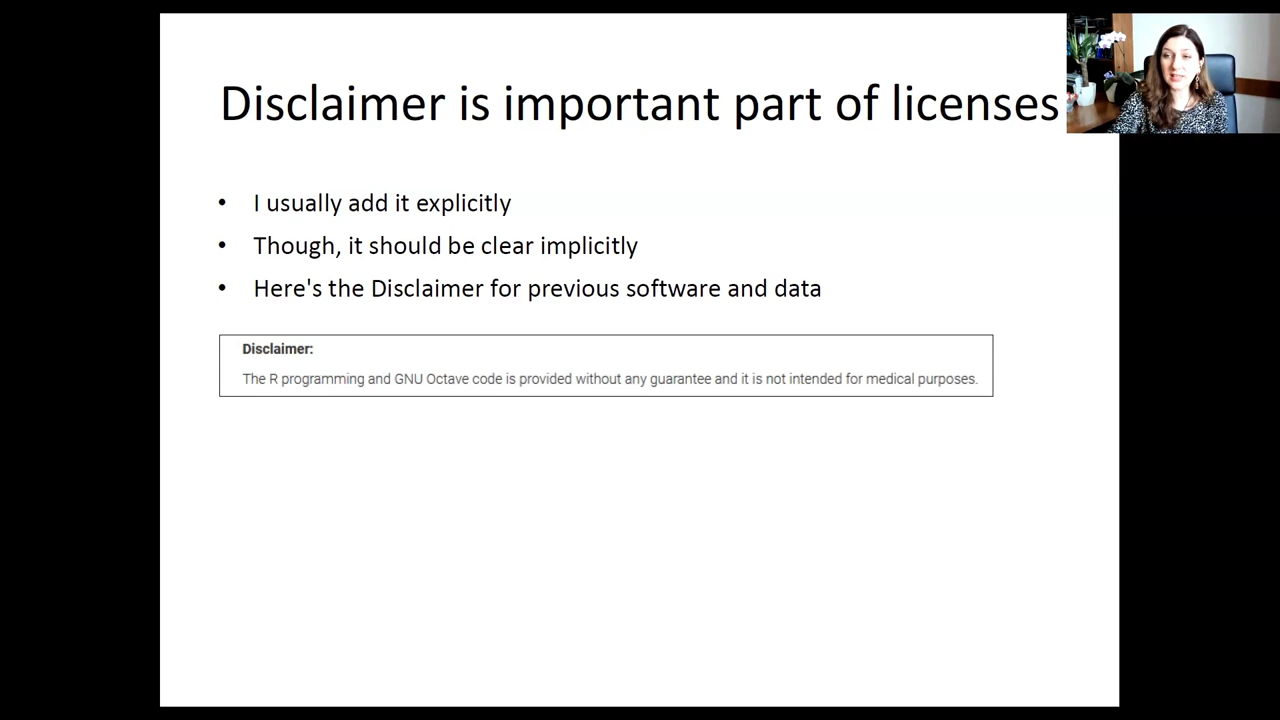 Disclaimer is important part of licenses
• I usually add it explicitly
• Though, it should be clear implicitly
• Here's the Disclaimer for previous software and data
Disclaimer:
The R programming and GNU Octave code is provided without any guarantee and it is not intended for medical purposes.